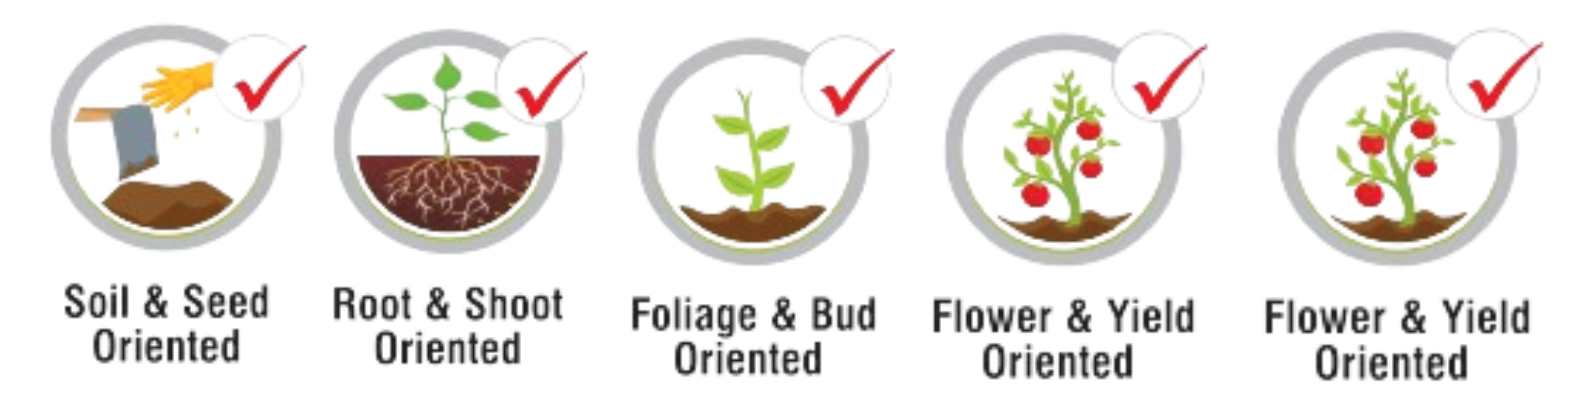 Soil & Seed
Oriented
Root & Shoot
Oriented
Foliage & Bud
Oriented
Flower & Yield
Oriented
Flower & Yield
Oriented